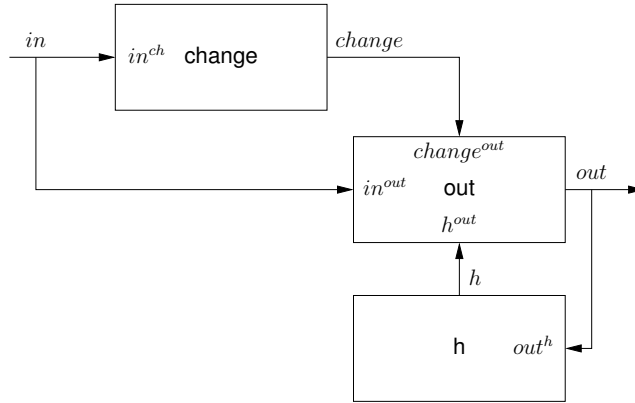 in change
in^{ch} change
change^{out}
in^{out} out out
h^{out}
h
h out^{h}